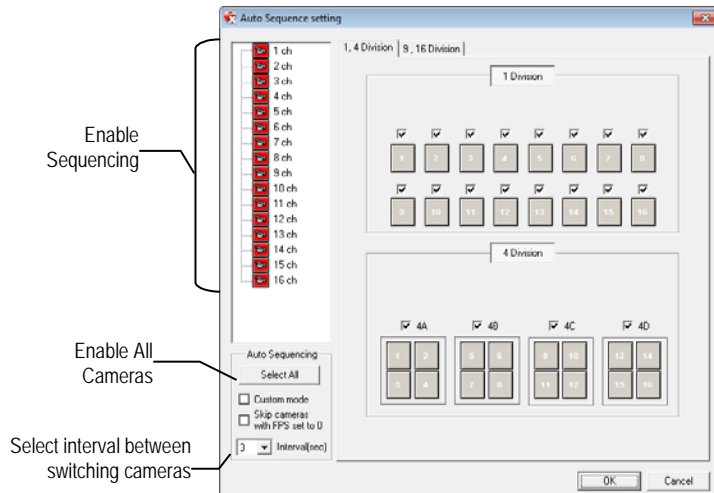 Auto Sequence setting
Enable
Sequencing
1 ch
2 ch
3 ch
4 ch
5 ch
6 ch
7 ch
8 ch
9 ch
10 ch
11 ch
12 ch
13 ch
14 ch
15 ch
16 ch
Enable All
Cameras
Auto Sequencing
Select All
Custom mode
Skip cameras
with FPS set to 0
Select interval between
switching cameras
3 Interval(sec)
1, 4 Division 9 , 16 Division
1 Division
1 2 3 4 5 6 7 8
9 10 11 12 13 14 15 16
4 Division
4A 4B 4C 4D
1 2 5 6 9 10 13 14
3 4 7 8 11 12 15 16
OK Cancel